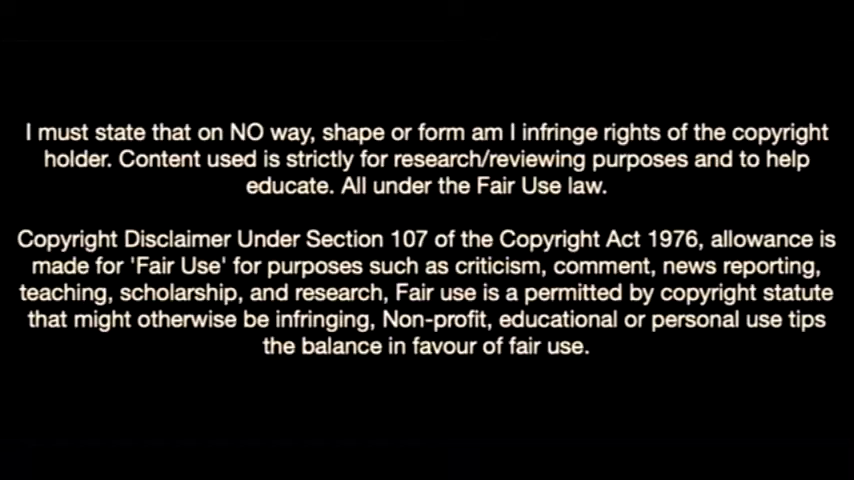 I must state that on NO way, shape or form am I infringe rights of the copyright
holder. Content used is strictly for research/reviewing purposes and to help
educate. All under the Fair Use law.
Copyright Disclaimer Under Section 107 of the Copyright Act 1976, allowance is
made for 'Fair Use' for purposes such as criticism, comment, news reporting,
teaching, scholarship, and research, Fair use is a permitted by copyright statute
that might otherwise be infringing, Non-profit, educational or personal use tips
the balance in favour of fair use.